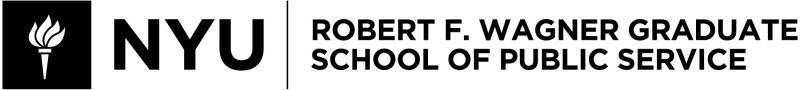 NYU
ROBERT F. WAGNER GRADUATE
SCHOOL OF PUBLIC SERVICE